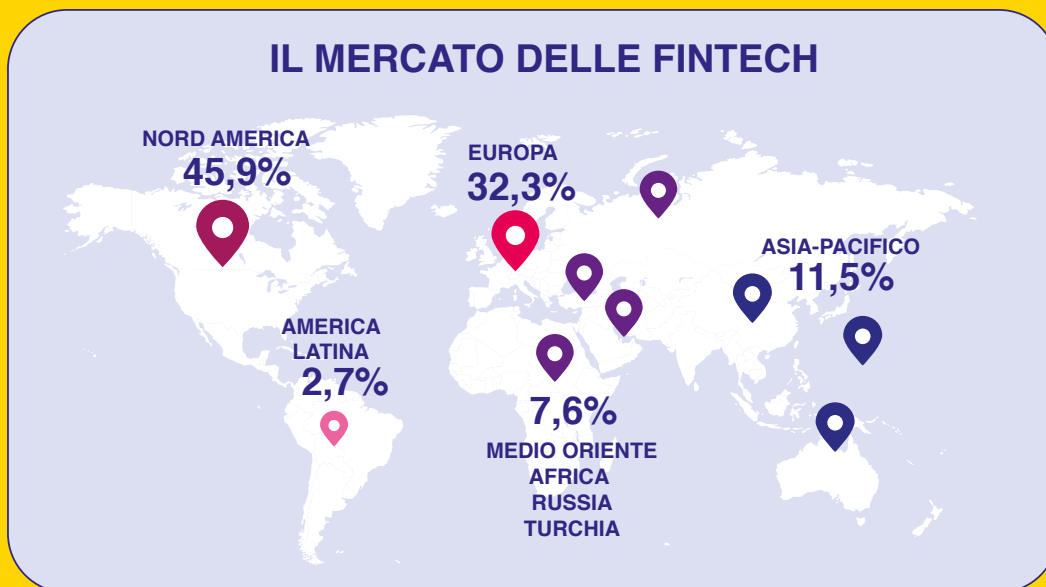 IL MERCATO DELLE FINTECH
NORD AMERICA
45,9%
EUROPA
32,3%
ASIA-PACIFICO
11,5%
AMERICA
LATINA
2,7%
7,6%
MEDIO ORIENTE
AFRICA
RUSSIA
TURCHIA